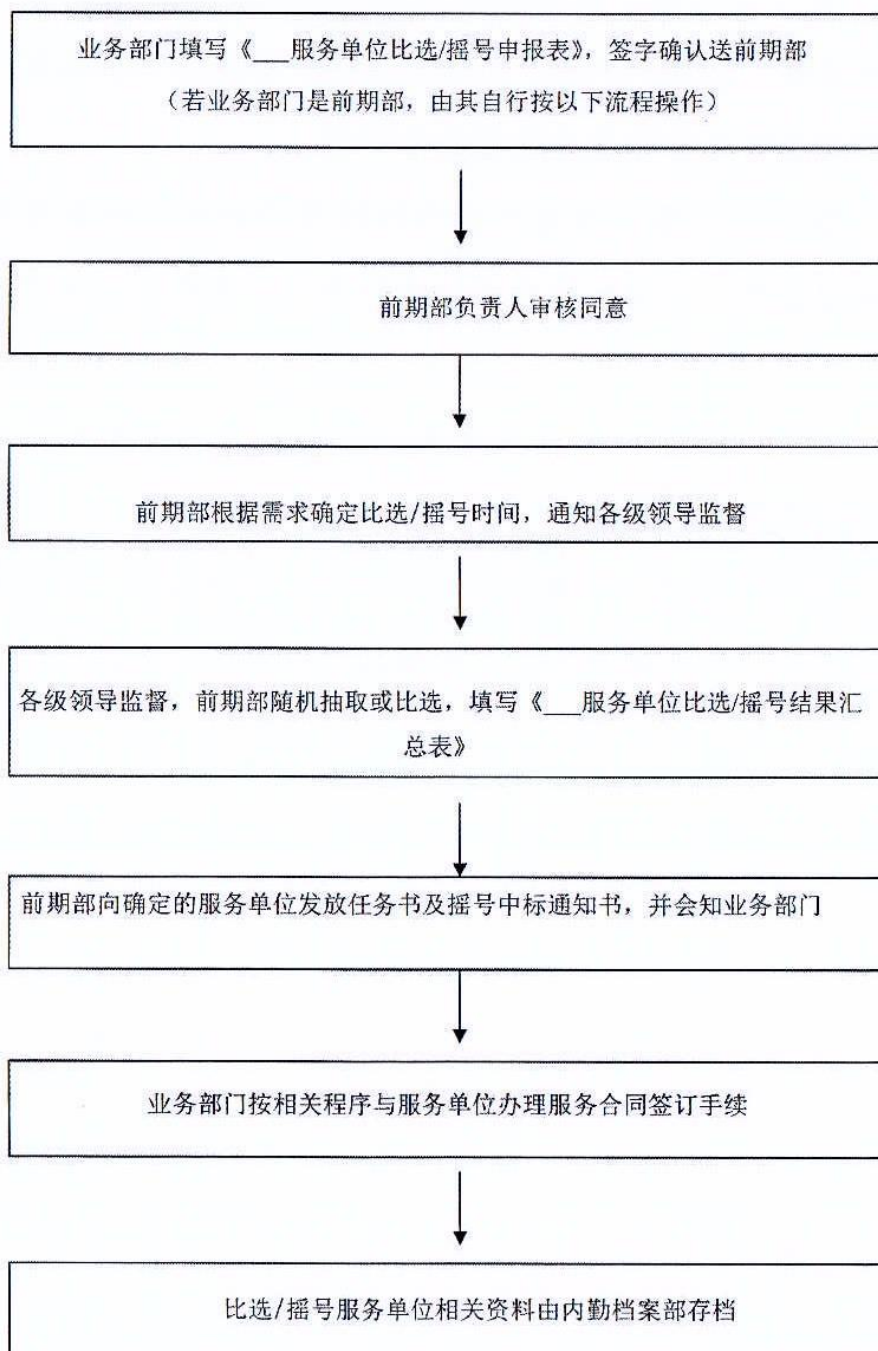 业务部门填写《___服务单位比选/摇号申报表》，签字确认送前期部
（若业务部门是前期部，由其自行按以下流程操作）
前期部负责人审核同意
前期部根据需求确定比选/摇号时间，通知各级领导监督
各级领导监督，前期部随机抽取或比选，填写《___服务单位比选/摇号结果汇
总表》
前期部向确定的服务单位发放任务书及摇号中标通知书，并会知业务部门
业务部门按相关程序与服务单位办理服务合同签订手续
比选/摇号服务单位相关资料由内勤档案部存档